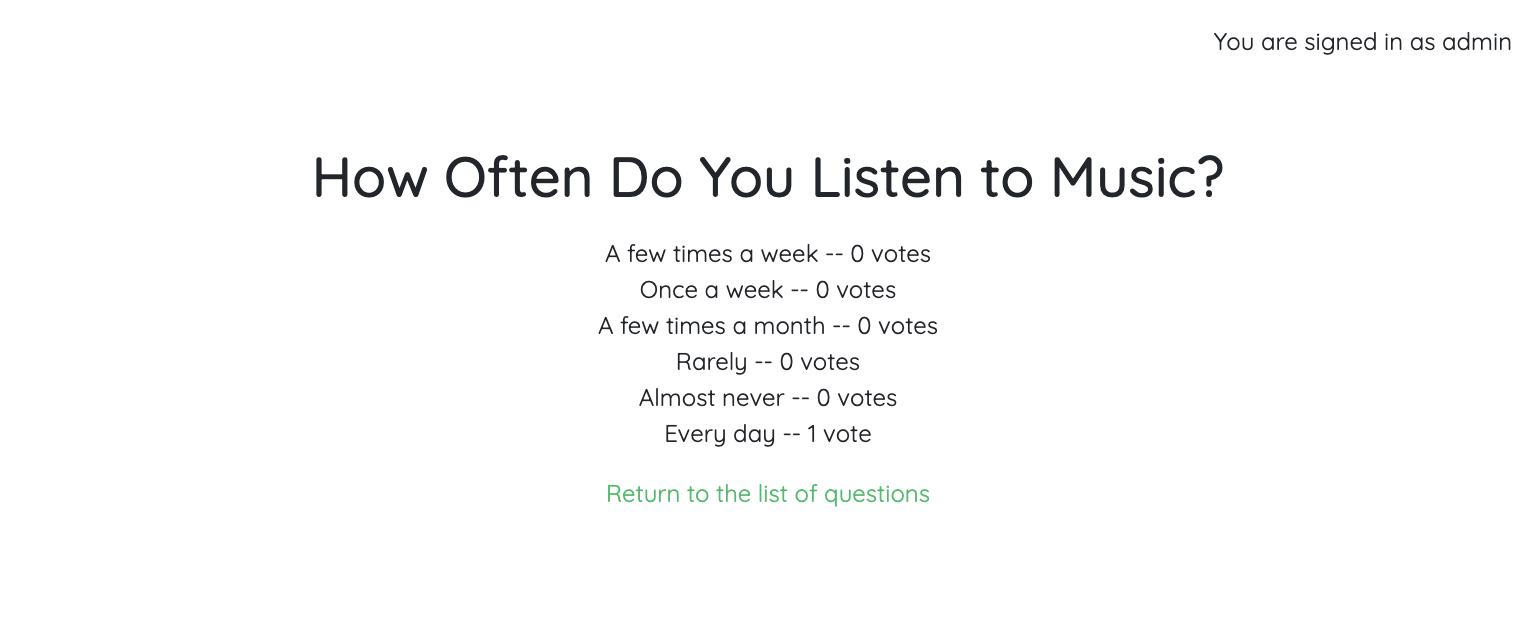 You are signed in as admin
How Often Do You Listen to Music?
A few times a week -- 0 votes
Once a week -- 0 votes
A few times a month -- 0 votes
Rarely -- 0 votes
Almost never -- 0 votes
Every day -- 1 vote
Return to the list of questions